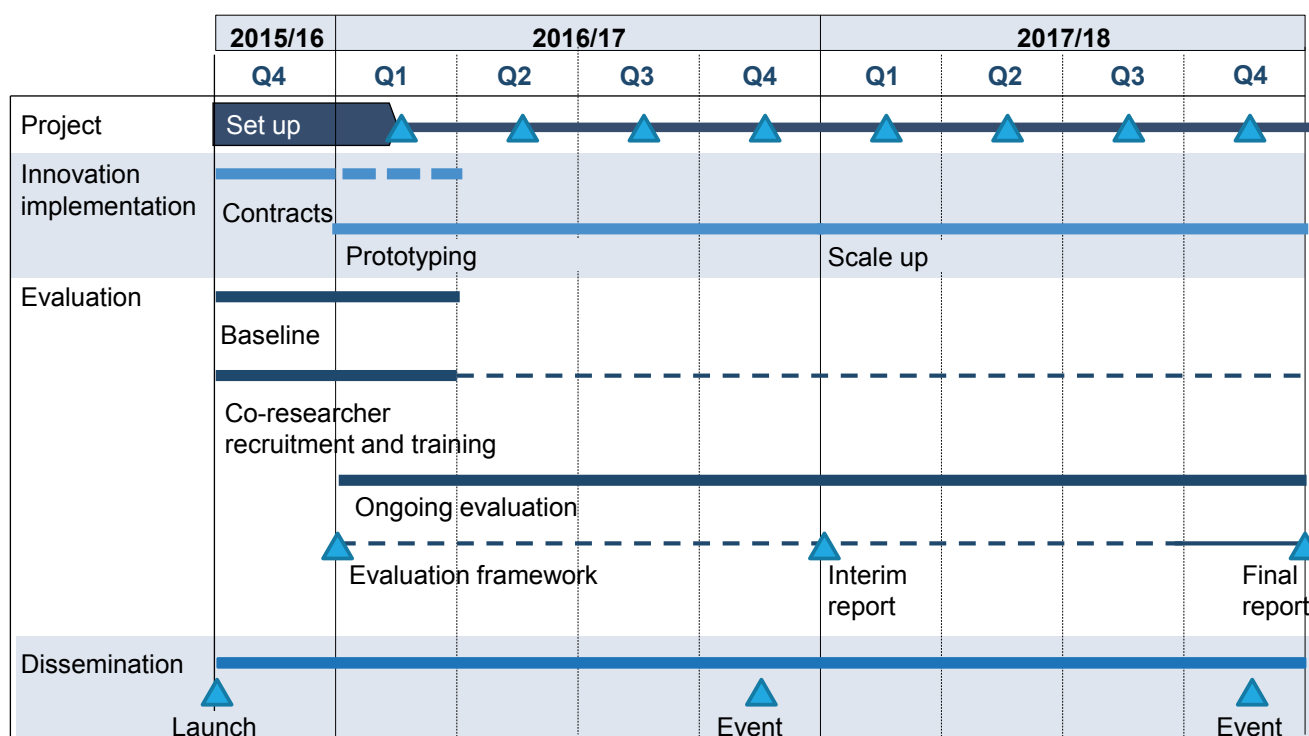 2015/16 2016/17 2017/18
Q4 Q1 Q2 Q3 Q4 Q1 Q2 Q3 Q4
Project Set up
Innovation
implementation
Contracts
Prototyping Scale up
Evaluation
Baseline
Co-researcher
recruitment and training
Ongoing evaluation
Evaluation framework Interim Final
report report
Dissemination
Launch Event Event